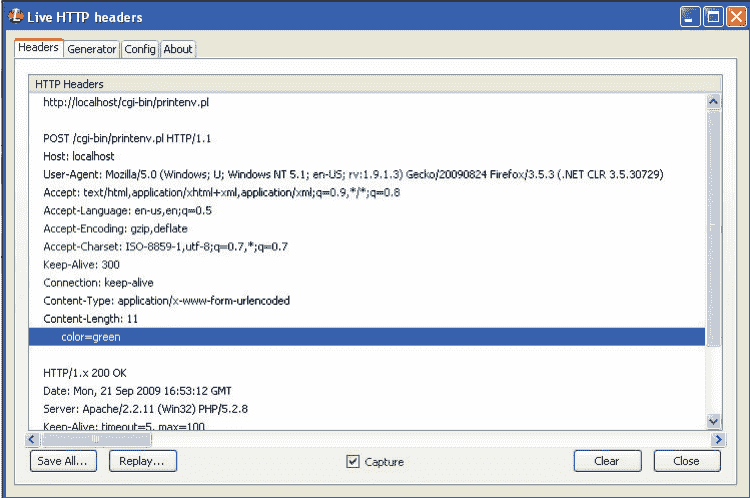 Live HTTP headers
Headers Generator Config About
HTTP Headers
http://localhost/cgi-bin/printenv.pl
POST /cgi-bin/printenv.pl HTTP/1.1
Host: localhost
User-Agent: Mozilla/5.0 (Windows; U; Windows NT 5.1; en-US; rv:1.9.1.3) Gecko/20090824 Firefox/3.5.3 (.NET CLR 3.5.30729)
Accept: text/html,application/xhtml+xml,application/xml;q=0.9,*/*;q=0.8
Accept-Language: en-us,en;q=0.5
Accept-Encoding: gzip,deflate
Accept-Charset: ISO-8859-1,utf-8;q=0.7,*;q=0.7
Keep-Alive: 300
Connection: keep-alive
Content-Type: application/x-www-form-urlencoded
Content-Length: 11
color=green
HTTP/1.x 200 OK
Date: Mon, 21 Sep 2009 16:53:12 GMT
Server: Apache/2.2.11 (Win32) PHP/5.2.8
Keep-Alive: timeout=5, max=100
Save All... Replay... Capture Clear Close